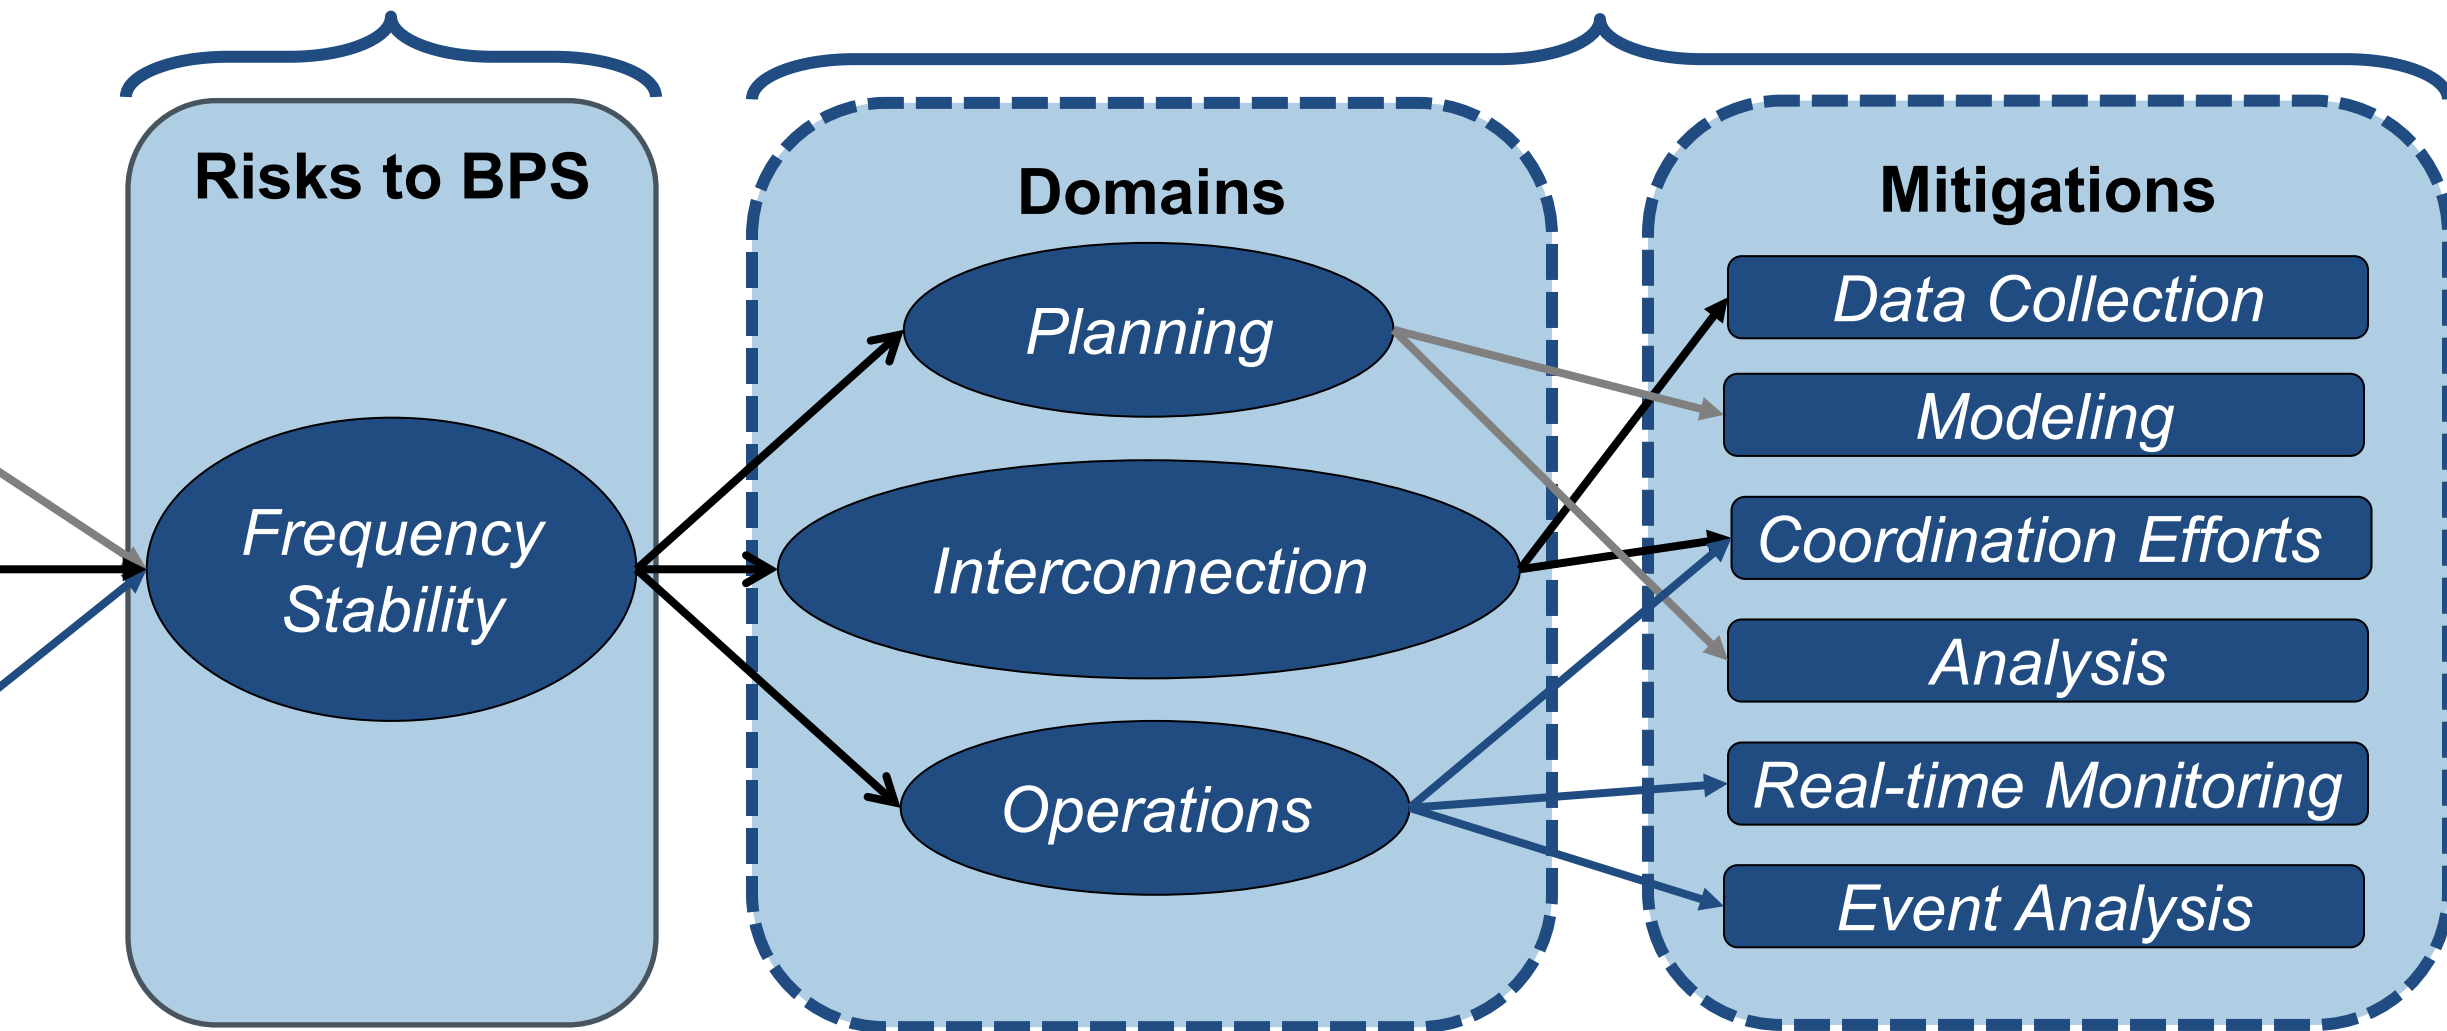 Risks to BPS
Frequency
Stability
Domains
Planning
Interconnection
Operations
Mitigations
Data Collection
Modeling
Coordination Efforts
Analysis
Real-time Monitoring
Event Analysis